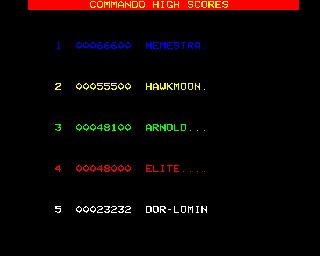 COMMANDO HIGH SCORES
1 00066600 MEMESTRA.
2 00055500 HAWKMOON.
3 00048100 ARNOLD...
4 00048000 ELITE....
5 00023232 DOR-LOMIN